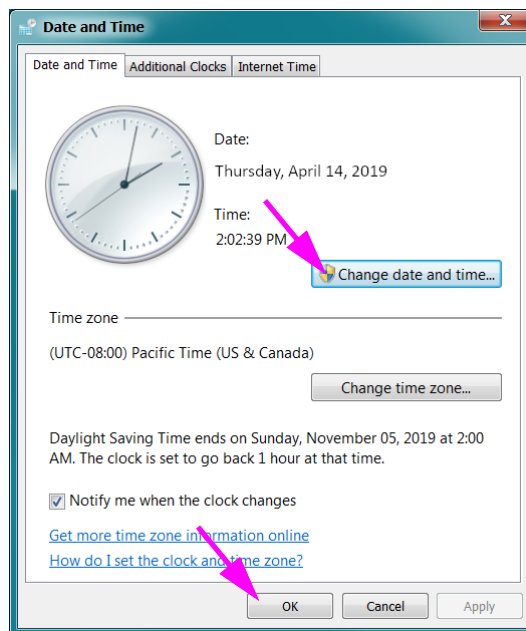 Date and Time
Date and Time Additional Clocks Internet Time
Date:
Thursday, April 14, 2019
Time:
2:02:39 PM
Change date and time...
Time zone
(UTC-08:00) Pacific Time (US & Canada)
Change time zone...
Daylight Saving Time ends on Sunday, November 05, 2019 at 2:00
AM. The clock is set to go back 1 hour at that time.
Notify me when the clock changes
Get more time zone information online
How do I set the clock and time zone?
OK Cancel Apply